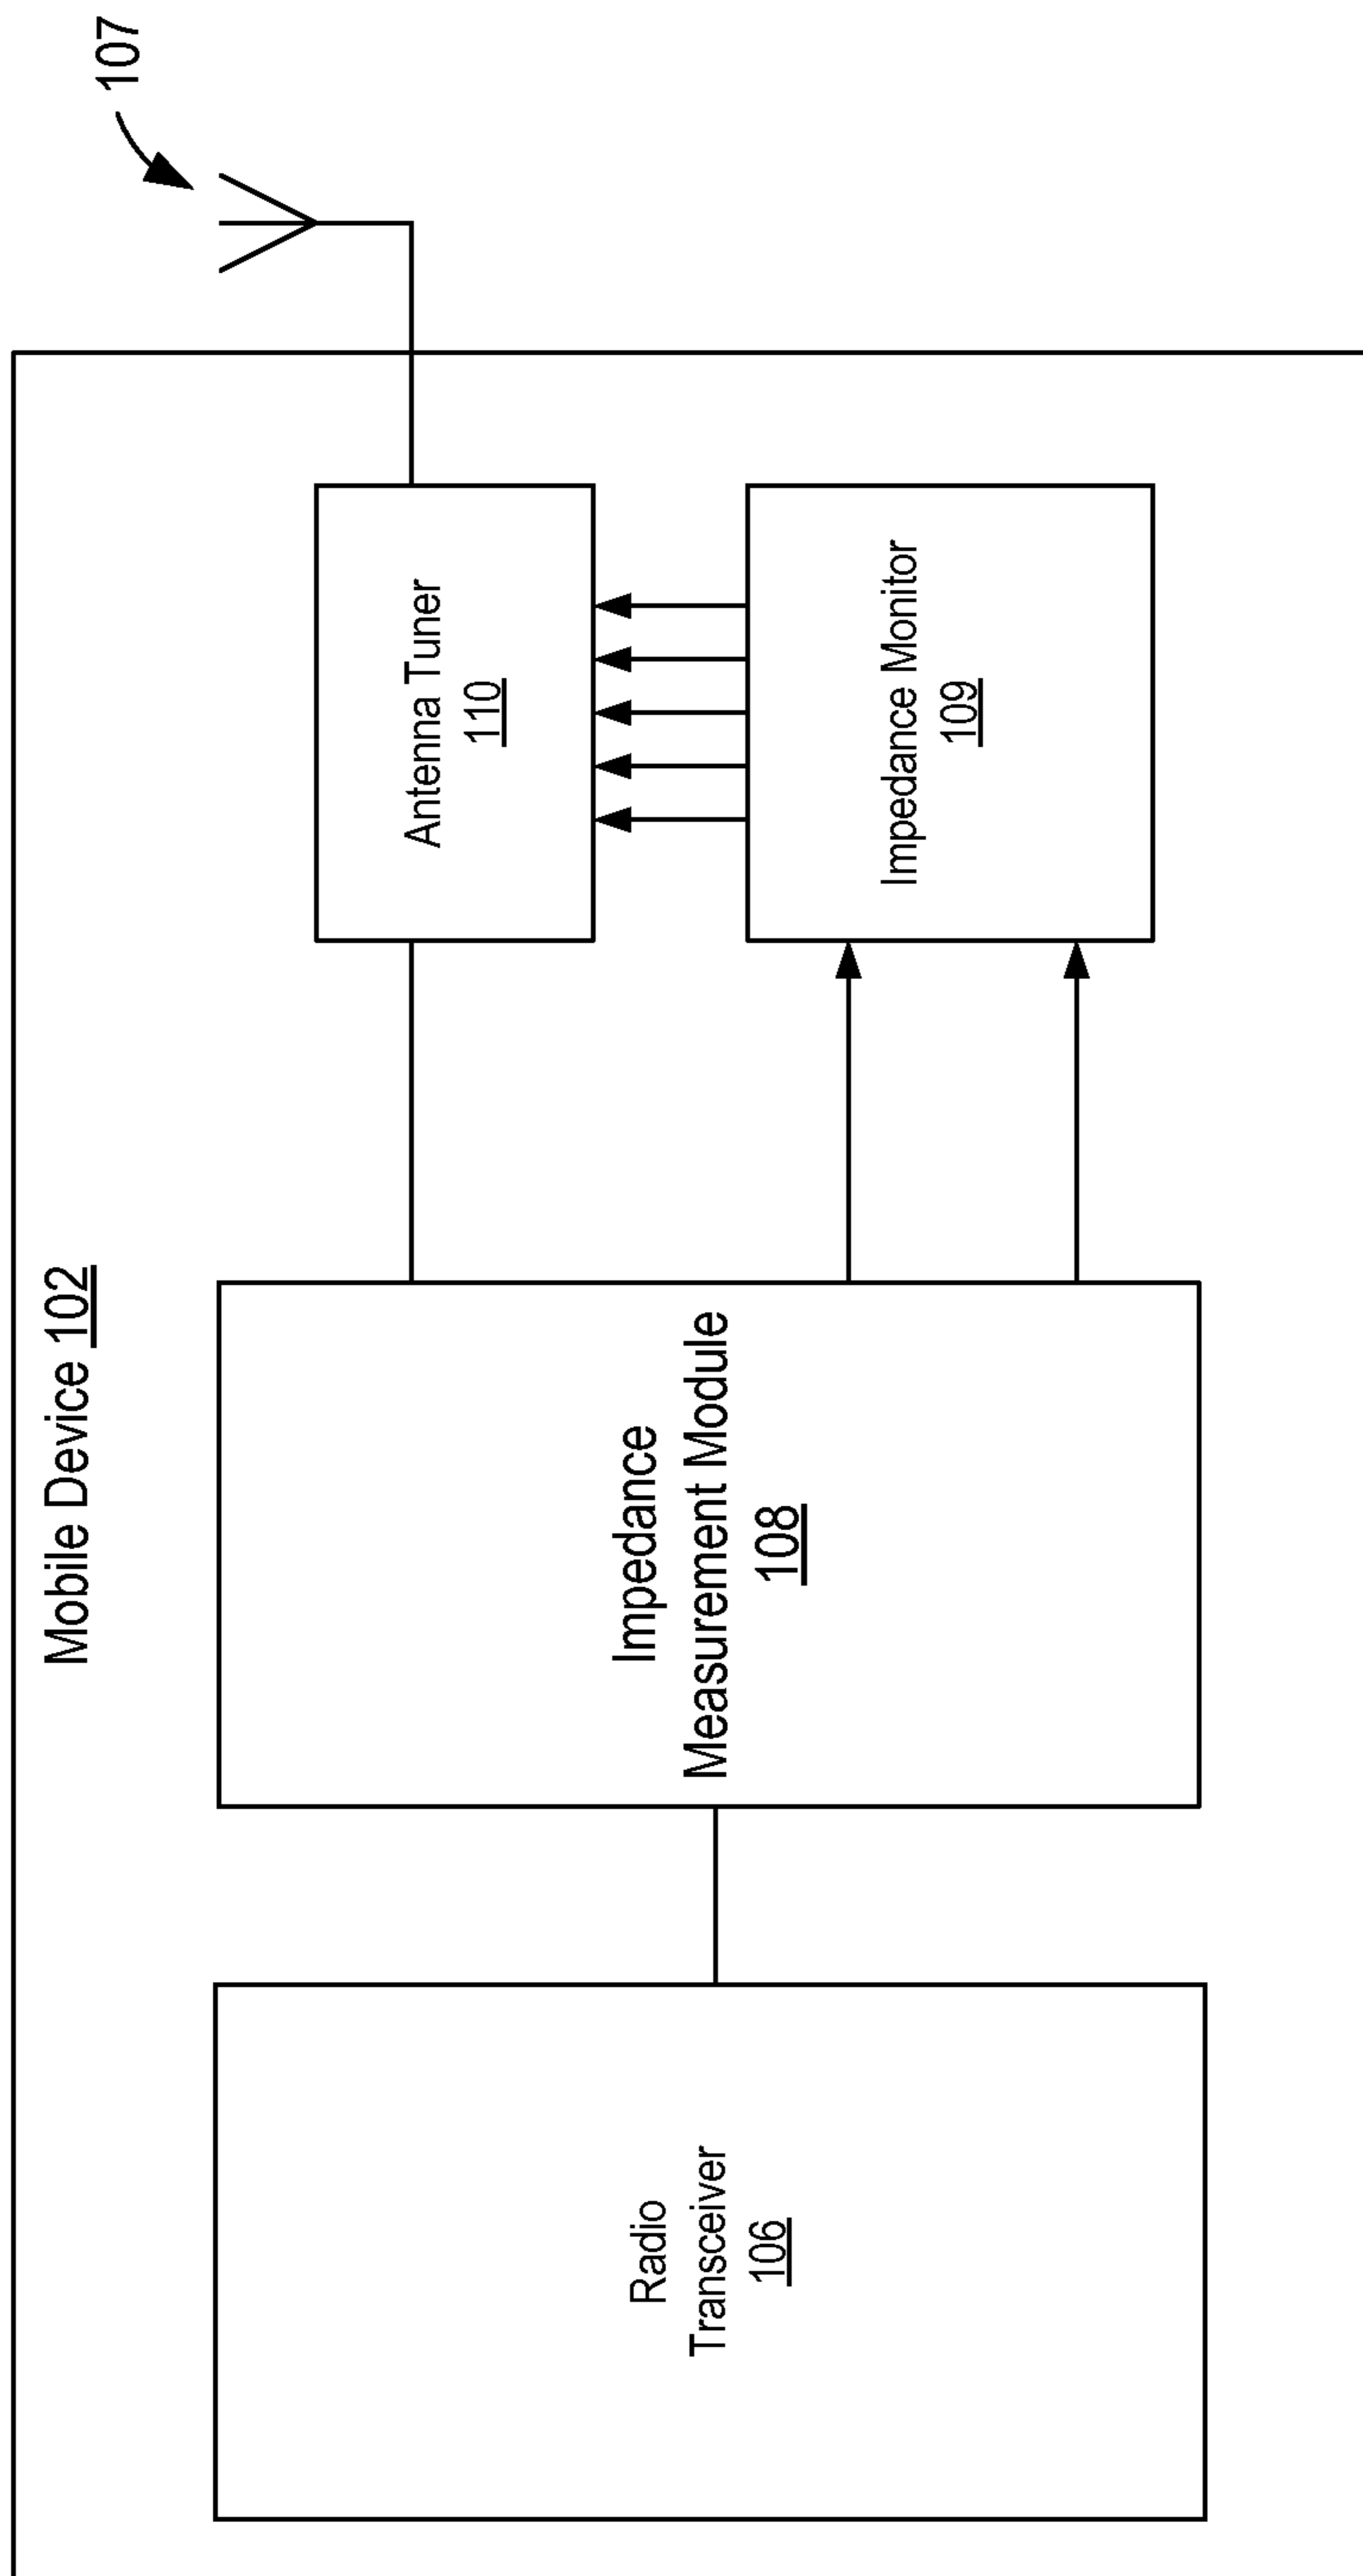 Mobile Device 102
107
Radio
Transceiver
106
Impedance
Measurement Module
108
Antenna Tuner
110
Impedance Monitor
109